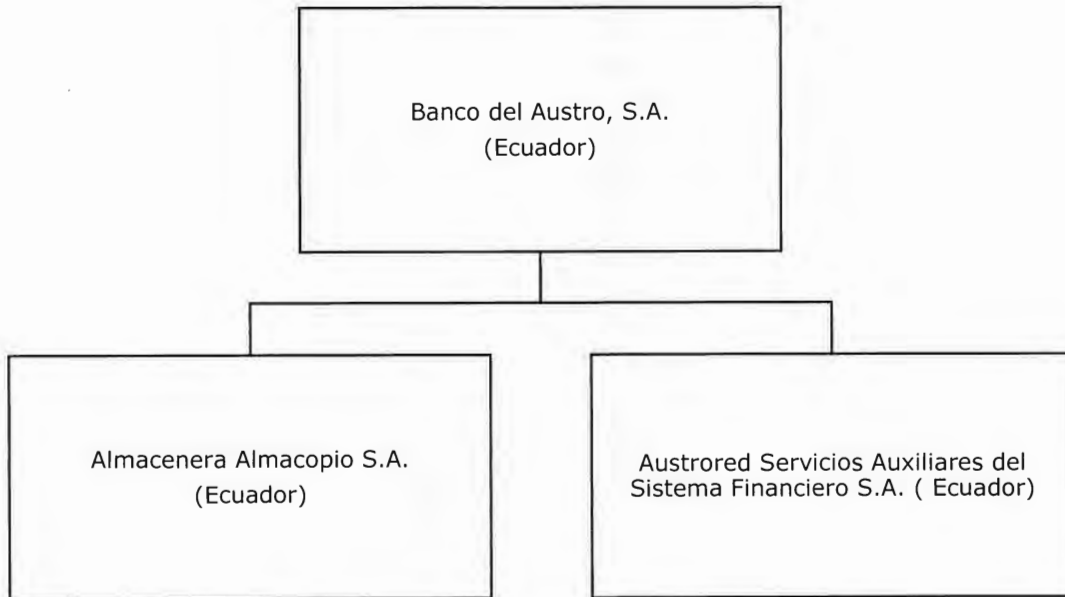 Banco del Austro, S.A.
(Ecuador)
Almacenera Almacopio S.A.
(Ecuador)
Austrored Servicios Auxiliares del
Sistema Financiero S.A. ( Ecuador)